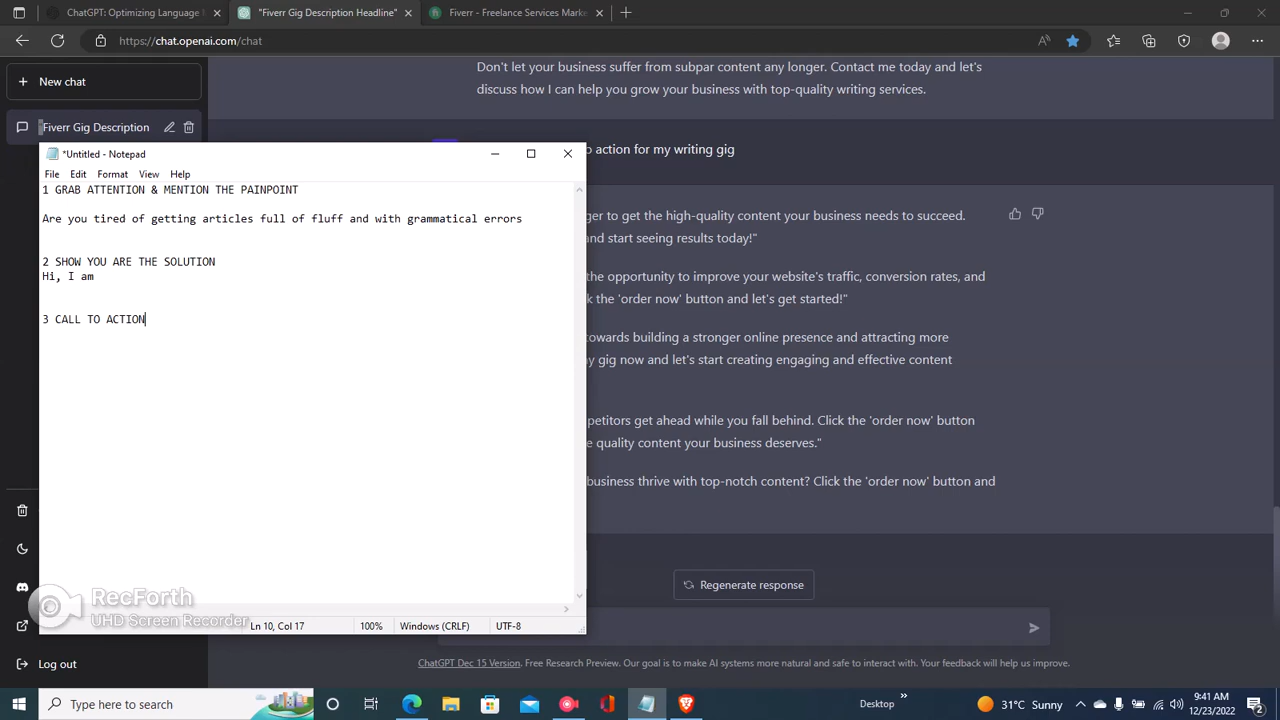 ChatGPT: Optimizing Language
"Fiverr Gig Description Headline"
Fiverr - Freelance Services Marke
https://chat.openai.com/chat
New chat
Fiverr Gig Description
Don't let your business suffer from subpar content any longer. Contact me today and let's
discuss how I can help you grow your business with top-quality writing services.
*Untitled - Notepad
File Edit Format View Help
1 GRAB ATTENTION & MENTION THE PAINPOINT
Are you tired of getting articles full of fluff and with grammatical errors
2 SHOW YOU ARE THE SOLUTION
Hi, I am
3 CALL TO ACTION
Ln 10, Col 17 100% Windows (CRLF) UTF-8
o action for my writing gig
ger to get the high-quality content your business needs to succeed.
and start seeing results today!"
the opportunity to improve your website's traffic, conversion rates, and
ck the 'order now' button and let's get started!"
towards building a stronger online presence and attracting more
y gig now and let's start creating engaging and effective content
petitors get ahead while you fall behind. Click the 'order now' button
e quality content your business deserves."
business thrive with top-notch content? Click the 'order now' button and
Regenerate response
ChatGPT Dec 15 Version. Free Research Preview. Our goal is to make AI systems more natural and safe to interact with. Your feedback will help us improve.
RecForth
UHD Screen Recorder
Log out
Type here to search
Desktop
31°C Sunny
9:41 AM
12/23/2022
2